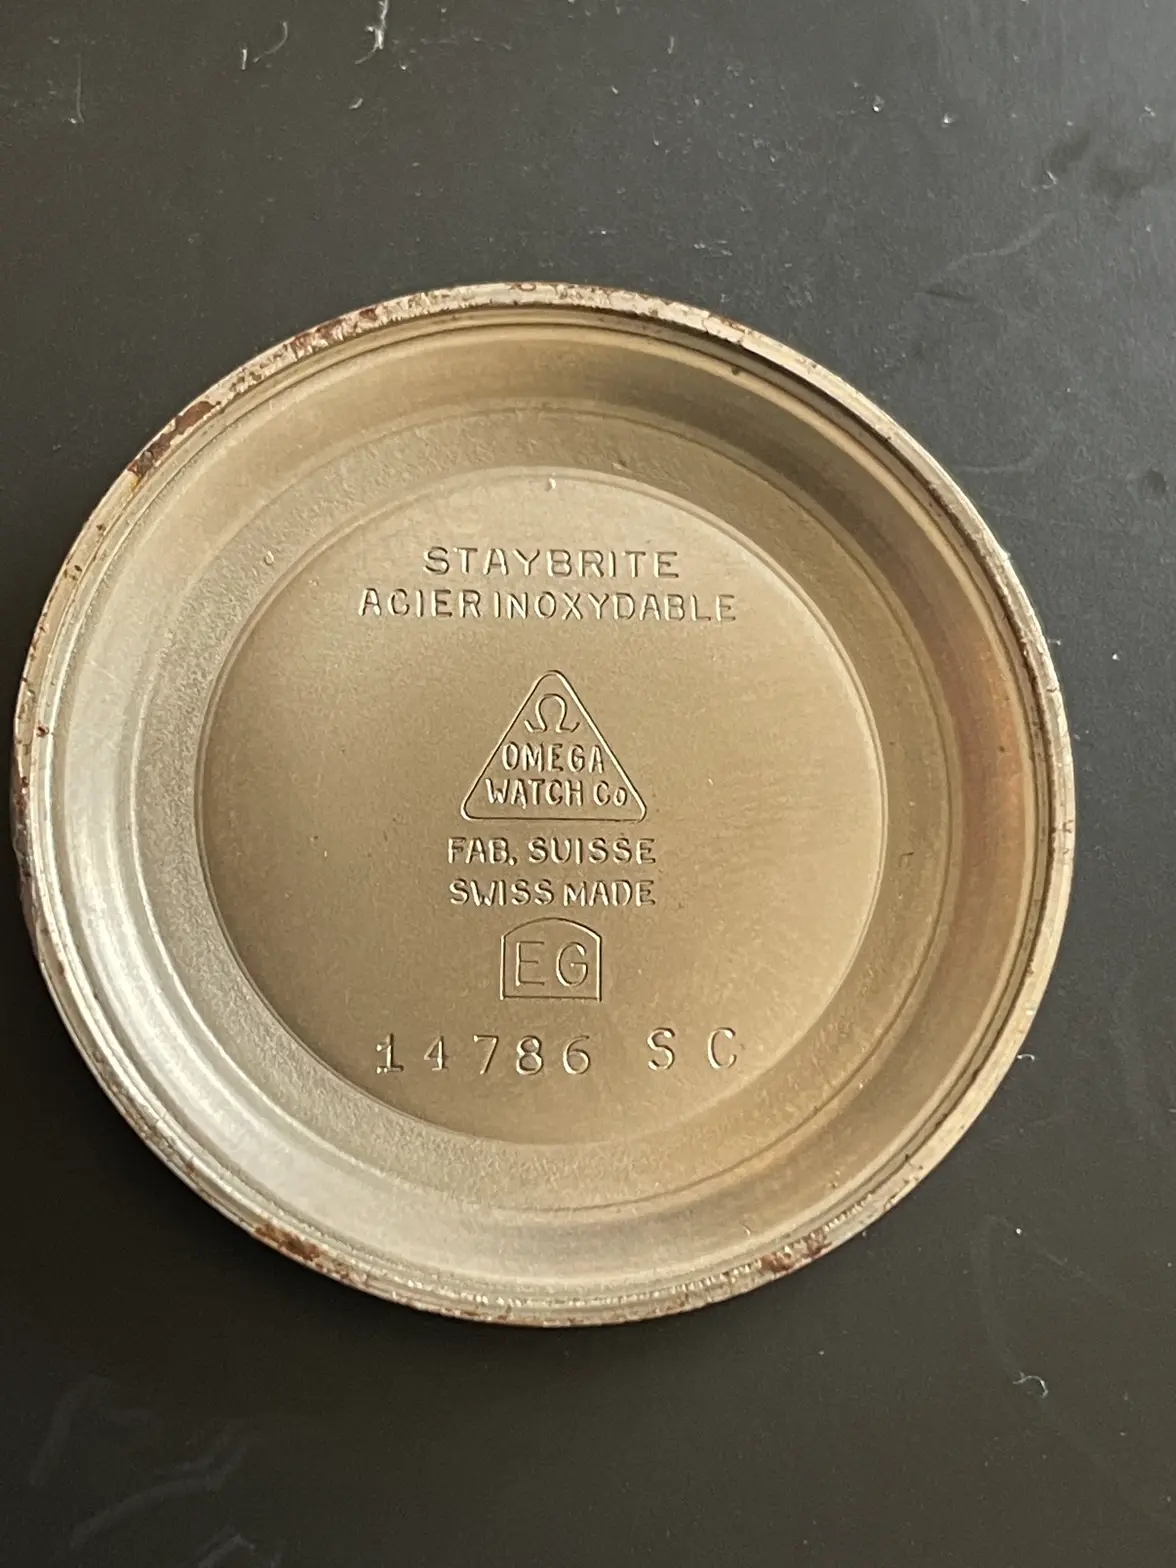 STAYBRITE
ACIER INOXYDABLE
Ω
OMEGA
WATCH Co
FAB. SUISSE
SWISS MADE
EG
14786 SC